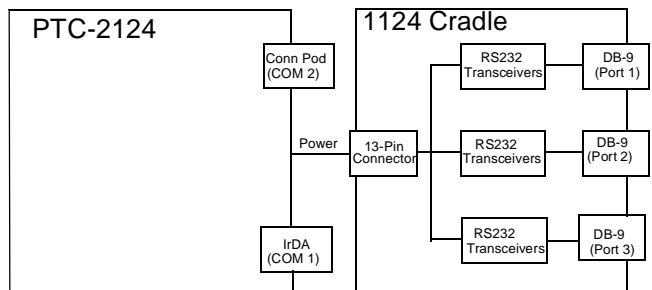 PTC-2124
1124 Cradle
Conn Pod
(COM 2)
RS232
Transceivers
DB-9
(Port 1)
Power
13-Pin
Connector
RS232
Transceivers
DB-9
(Port 2)
IrDA
(COM 1)
RS232
Transceivers
DB-9
(Port 3)